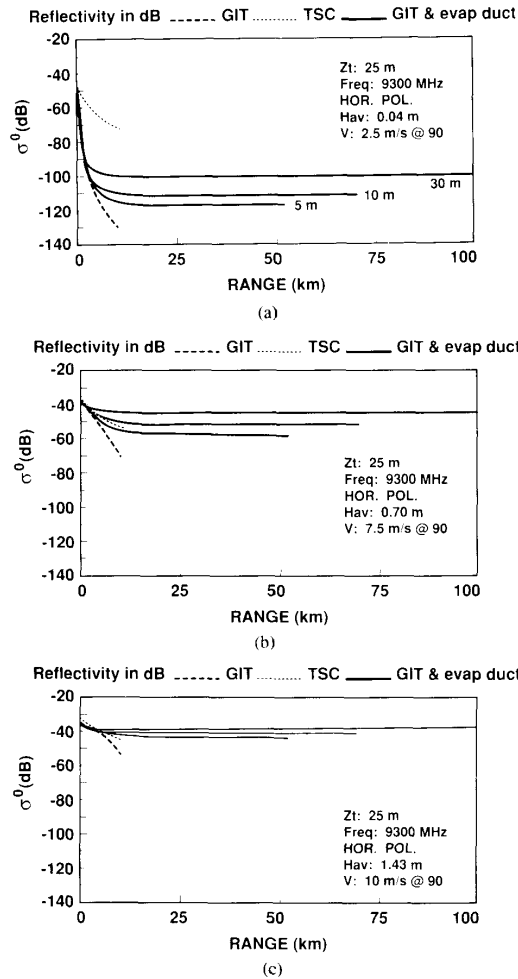 Reflectivity in dB ----- GIT ........ TSC —— GIT & evap duct
-20
-40
-60
-80
-100
-120
-140
σ⁰(dB)
Zt: 25 m
Freq: 9300 MHz
HOR. POL.
Hav: 0.04 m
V: 2.5 m/s @ 90
30 m
10 m
5 m
0 25 50 75 100
RANGE (km)
(a)
Reflectivity in dB ----- GIT ........ TSC —— GIT & evap duct
-20
-40
-60
-80
-100
-120
-140
σ⁰(dB)
Zt: 25 m
Freq: 9300 MHz
HOR. POL.
Hav: 0.70 m
V: 7.5 m/s @ 90
0 25 50 75 100
RANGE (km)
(b)
Reflectivity in dB ----- GIT ........ TSC —— GIT & evap duct
-20
-40
-60
-80
-100
-120
-140
σ⁰(dB)
Zt: 25 m
Freq: 9300 MHz
HOR. POL.
Hav: 1.43 m
V: 10 m/s @ 90
0 25 50 75 100
RANGE (km)
(c)